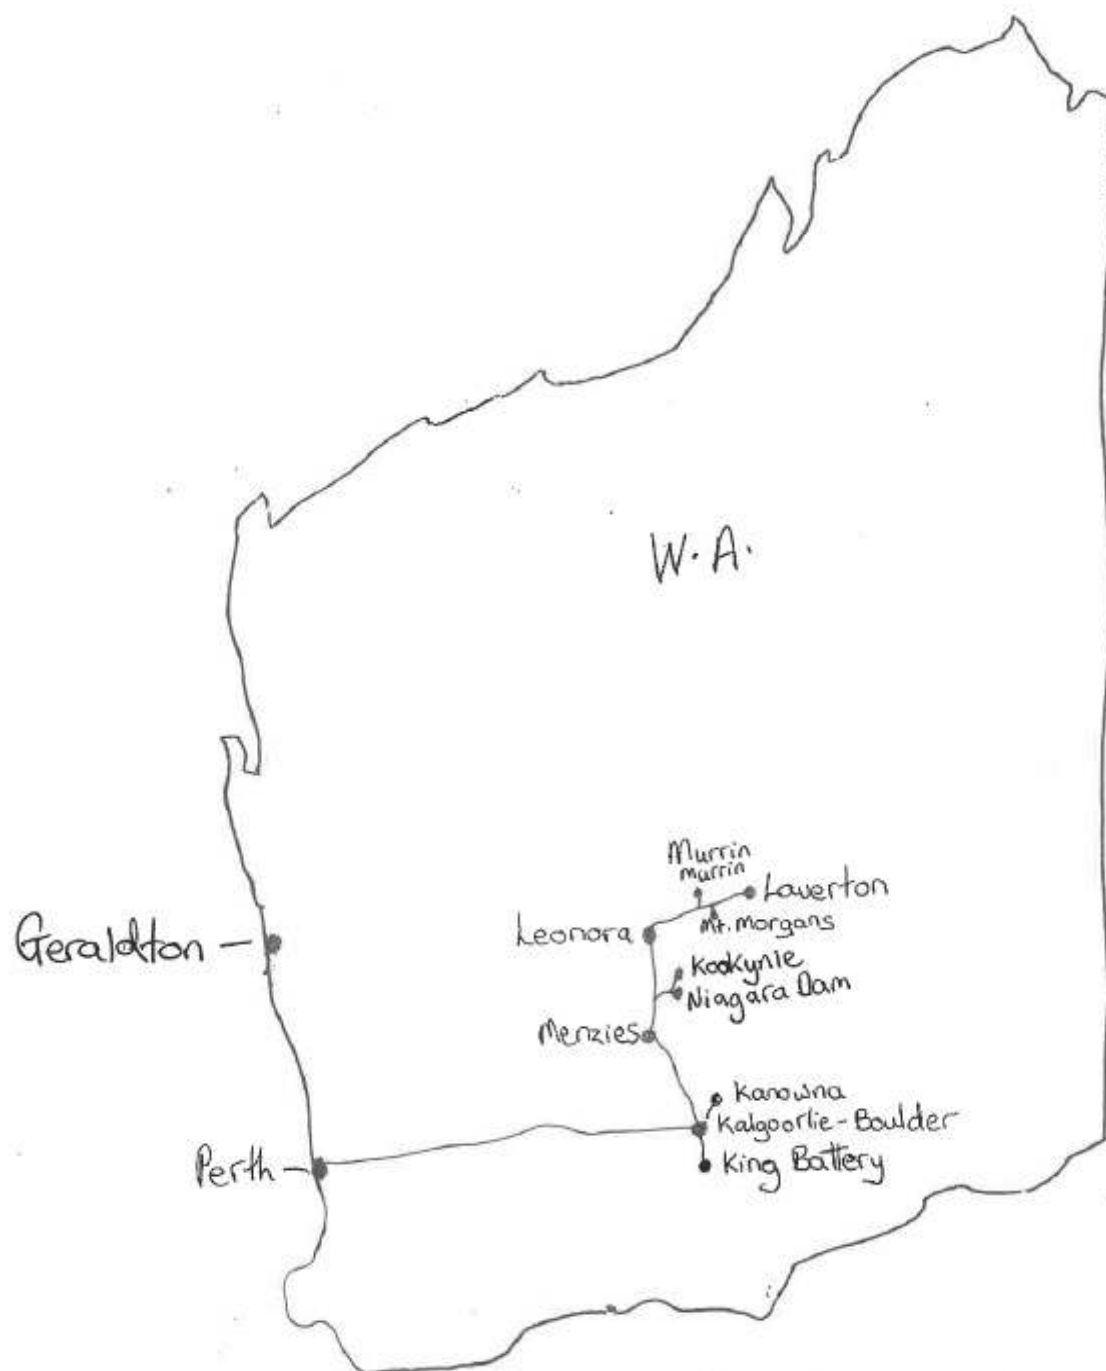 W.A.
Murrin
murrin
Laverton
Mt. Morgans
Leonora
Geraldton
Kookynie
Niagara Dam
Menzies
Kanowna
Kalgoorlie-Boulder
Perth
King Battery